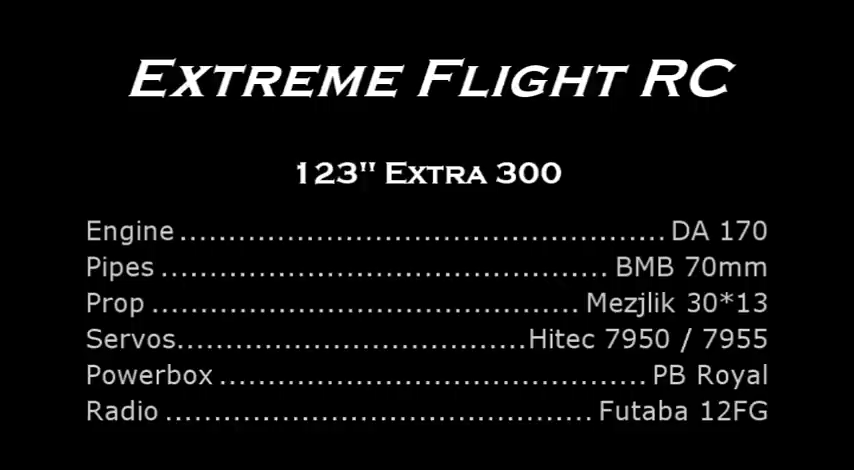 EXTREME FLIGHT RC
123" EXTRA 300
Engine ................................................ DA 170
Pipes ............................................ BMB 70mm
Prop .......................................... Mezjlik 30*13
Servos...................................Hitec 7950 / 7955
Powerbox .......................................... PB Royal
Radio .......................................... Futaba 12FG